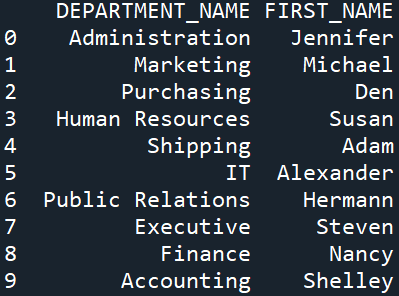 DEPARTMENT_NAME FIRST_NAME
0 Administration Jennifer
1 Marketing Michael
2 Purchasing Den
3 Human Resources Susan
4 Shipping Adam
5 IT Alexander
6 Public Relations Hermann
7 Executive Steven
8 Finance Nancy
9 Accounting Shelley